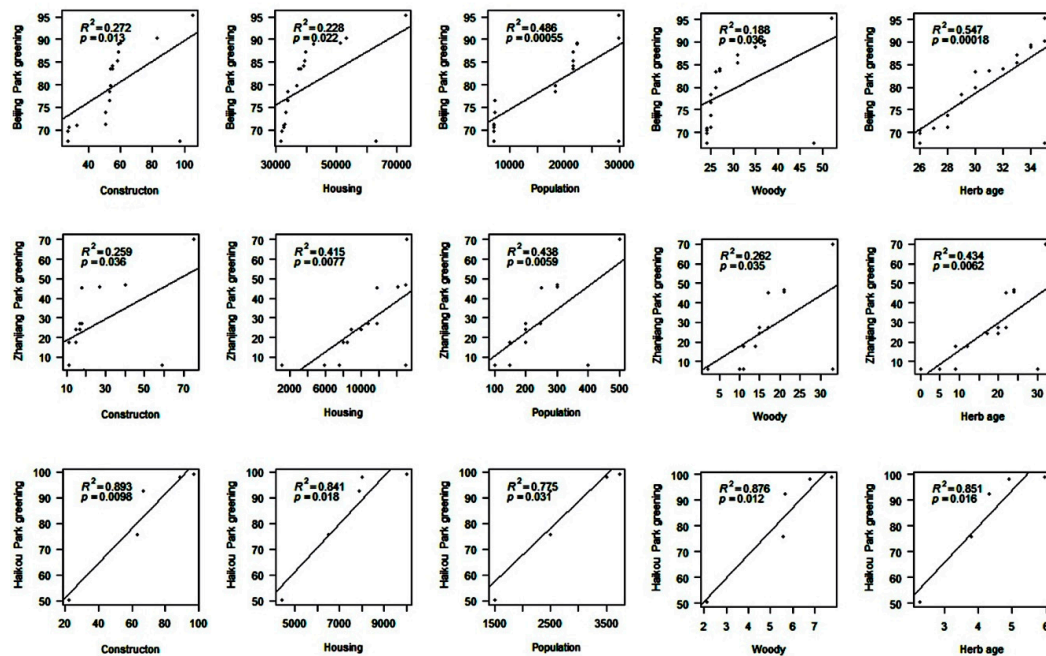 Beijing Park greening
95
90
85
80
75
70
R²=0.272
p=0.013
40 60 80 100
Constructon
Beijing Park greening
95
90
85
80
75
70
R²=0.228
p=0.022
30000 50000 70000
Housing
Beijing Park greening
95
90
85
80
75
70
R²=0.486
p=0.00055
10000 20000 30000
Population
Beijing Park greening
95
90
85
80
75
70
R²=0.188
p=0.036
25 30 35 40 45 50
Woody
Beijing Park greening
95
90
85
80
75
70
R²=0.547
p=0.00018
26 28 30 32 34
Herb age
Zhanjiang Park greening
70
60
50
40
30
20
10
R²=0.259
p=0.036
10 30 50 70
Constructon
Zhanjiang Park greening
70
60
50
40
30
20
10
R²=0.415
p=0.0077
2000 6000 10000
Housing
Zhanjiang Park greening
70
60
50
40
30
20
10
R²=0.438
p=0.0059
100 200 300 400 500
Population
Zhanjiang Park greening
70
60
50
40
30
20
10
R²=0.262
p=0.035
5 10 15 20 25 30
Woody
Zhanjiang Park greening
70
60
50
40
30
20
10
R²=0.434
p=0.0062
0 5 10 15 20 30
Herb age
Haikou Park greening
100
90
80
70
60
50
R²=0.893
p=0.0098
20 40 60 80 100
Constructon
Haikou Park greening
100
90
80
70
60
50
R²=0.841
p=0.018
5000 7000 9000
Housing
Haikou Park greening
100
90
80
70
60
50
R²=0.775
p=0.031
1500 2500 3500
Population
Haikou Park greening
100
90
80
70
60
50
R²=0.876
p=0.012
2 3 4 5 6 7
Woody
Haikou Park greening
100
90
80
70
60
50
R²=0.851
p=0.016
3 4 5 6
Herb age